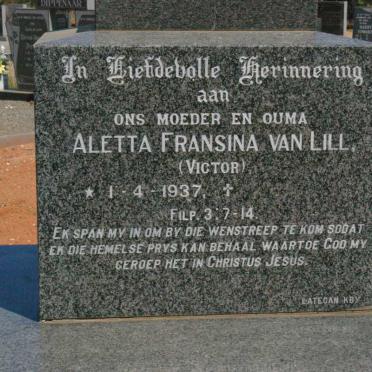 DIPPENAAR
In Liefdevolle Herinnering
aan
ONS MOEDER EN OUMA
ALETTA FRANSINA VAN LILL,
(VICTOR),
★ 1-4-1937, ✝
FILP. 3:7-14.
EK SPAN MY IN OM BY DIE WENSTREEP TE KOM SODAT
EK DIE HEMELSE PRYS KAN BEHAAL WAARTOE GOD MY
GEROEP HET IN CHRISTUS JESUS.
LATEGAN KBY